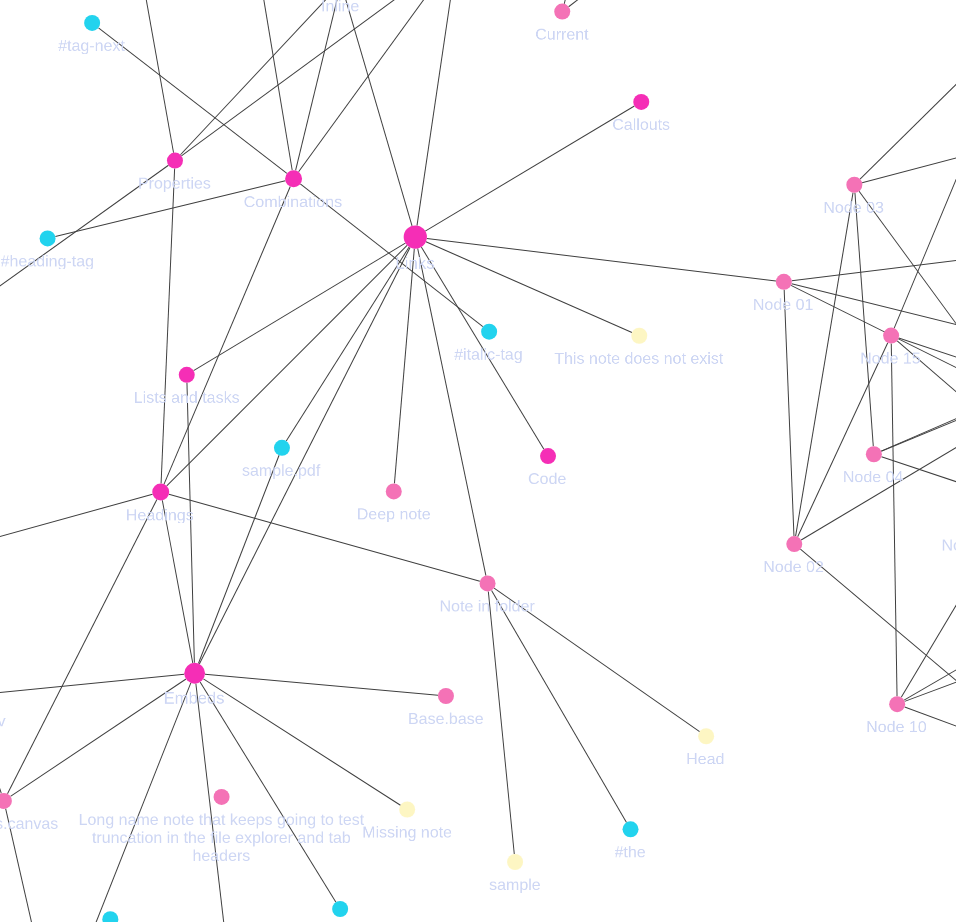 Inline
Current
#tag-next
Callouts
Properties
Combinations
Node 03
#heading-tag
Links
Node 01
#italic-tag
This note does not exist
Node 15
Lists and tasks
sample.pdf
Code
Node 04
Headings
Deep note
Node 02
Note in folder
Embeds
Base.base
Node 10
Head
s.canvas
Long name note that keeps going to test
truncation in the file explorer and tab
headers
Missing note
#the
sample